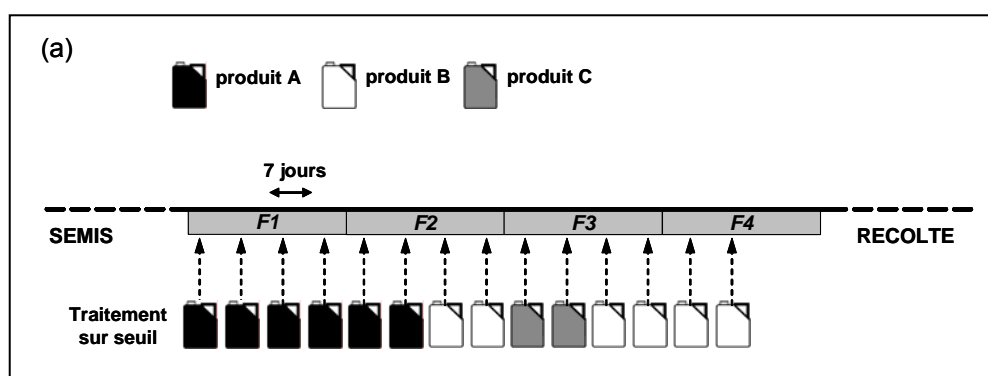 (a)
produit A produit B produit C
7 jours
F1 F2 F3 F4
SEMIS RECOLTE
Traitement
sur seuil